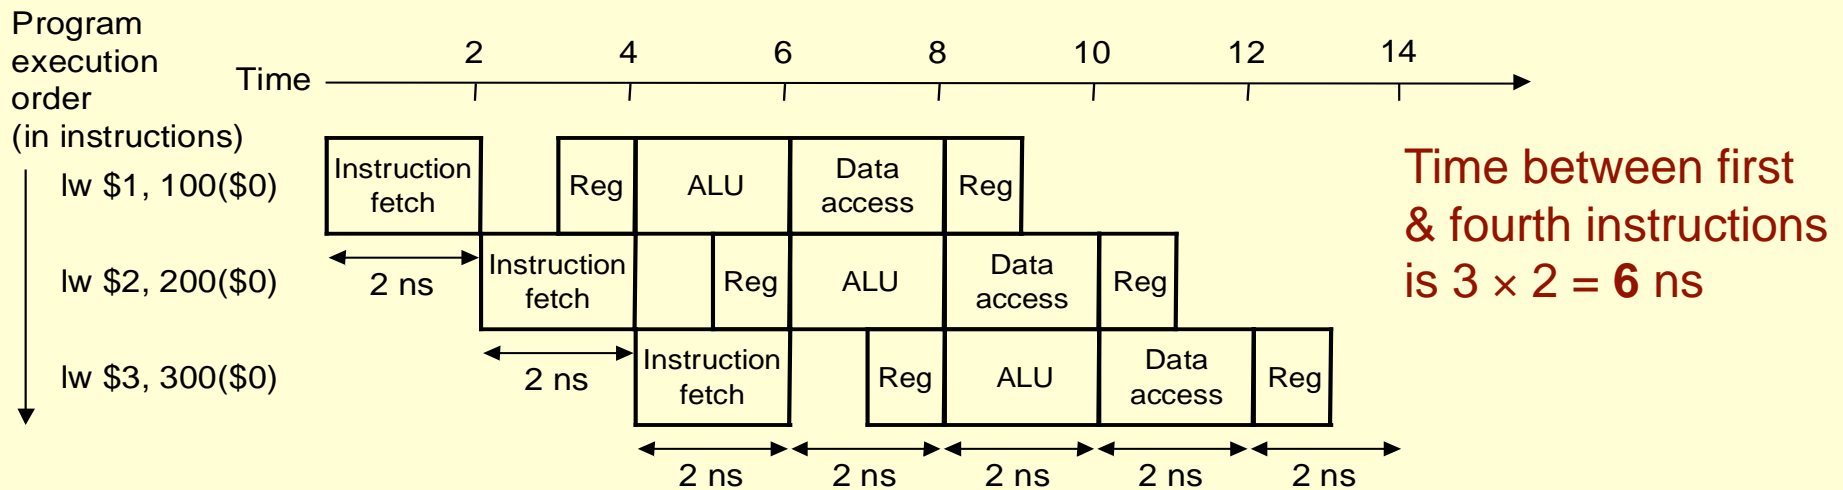 Program
execution
order
(in instructions)
Time
2 4 6 8 10 12 14
lw $1, 100($0)
Instruction
fetch
Reg
ALU
Data
access
Reg
Time between first
& fourth instructions
is 3 × 2 = 6 ns
lw $2, 200($0)
2 ns
Instruction
fetch
Reg
ALU
Data
access
Reg
lw $3, 300($0)
2 ns
Instruction
fetch
Reg
ALU
Data
access
Reg
2 ns 2 ns 2 ns 2 ns 2 ns